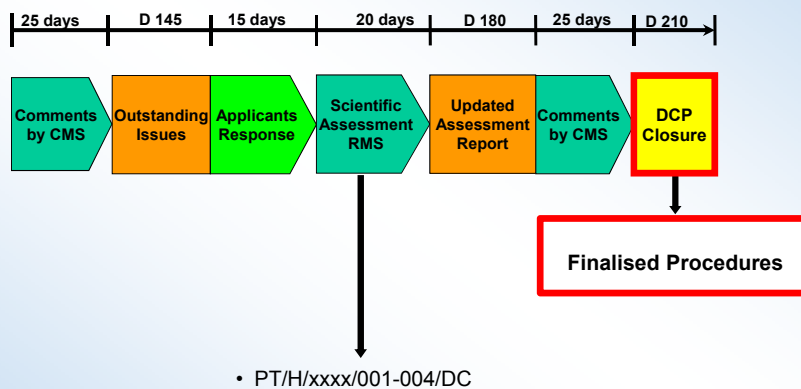 25 days D 145 15 days 20 days D 180 25 days D 210
Comments
by CMS
Outstanding
Issues
Applicants
Response
Scientific
Assessment
RMS
Updated
Assessment
Report
Comments
by CMS
DCP
Closure
Finalised Procedures
• PT/H/xxxx/001-004/DC